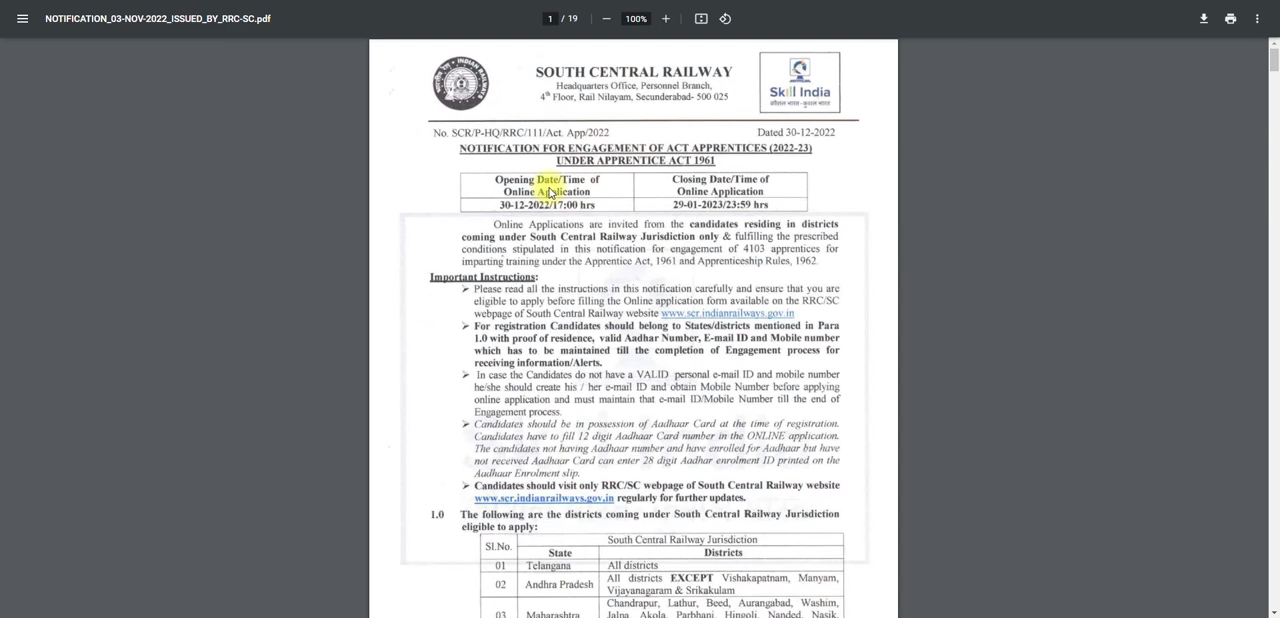 NOTIFICATION_03-NOV-2022_ISSUED_BY_RRC-SC.pdf
1 / 19
100%
SOUTH CENTRAL RAILWAY
Headquarters Office, Personnel Branch,
4th Floor, Rail Nilayam, Secunderabad- 500 025
Skill India
कौशल भारत - कुशल भारत
No. SCR/P-HQ/RRC/111/Act. App/2022 Dated 30-12-2022
NOTIFICATION FOR ENGAGEMENT OF ACT APPRENTICES (2022-23)
UNDER APPRENTICE ACT 1961
Opening Date/Time of Closing Date/Time of
Online Application Online Application
30-12-2022/17:00 hrs 29-01-2023/23:59 hrs
Online Applications are invited from the candidates residing in districts
coming under South Central Railway Jurisdiction only & fulfilling the prescribed
conditions stipulated in this notification for engagement of 4103 apprentices for
imparting training under the Apprentice Act, 1961 and Apprenticeship Rules, 1962.
Important Instructions:
➢ Please read all the instructions in this notification carefully and ensure that you are
eligible to apply before filling the Online application form available on the RRC/SC
webpage of South Central Railway website www.scr.indianrailways.gov.in
➢ For registration Candidates should belong to States/districts mentioned in Para
1.0 with proof of residence, valid Aadhar Number, E-mail ID and Mobile number
which has to be maintained till the completion of Engagement process for
receiving information/Alerts.
➢ In case the Candidates do not have a VALID personal e-mail ID and mobile number
he/she should create his / her e-mail ID and obtain Mobile Number before applying
online application and must maintain that e-mail ID/Mobile Number till the end of
Engagement process.
➢ Candidates should be in possession of Aadhaar Card at the time of registration.
Candidates have to fill 12 digit Aadhaar Card number in the ONLINE application.
The candidates not having Aadhaar number and have enrolled for Aadhaar but have
not received Aadhaar Card can enter 28 digit Aadhar enrolment ID printed on the
Aadhaar Enrolment slip.
➢ Candidates should visit only RRC/SC webpage of South Central Railway website
www.scr.indianrailways.gov.in regularly for further updates.
1.0 The following are the districts coming under South Central Railway Jurisdiction
eligible to apply:
Sl.No. South Central Railway Jurisdiction
State Districts
01 Telangana All districts
02 Andhra Pradesh All districts EXCEPT Vishakapatnam, Manyam,
Vijayanagaram & Srikakulam
03 Maharashtra Chandrapur, Lathur, Beed, Aurangabad, Washim,
Jalna, Akola, Parbhani, Hingoli, Nanded, Nasik,